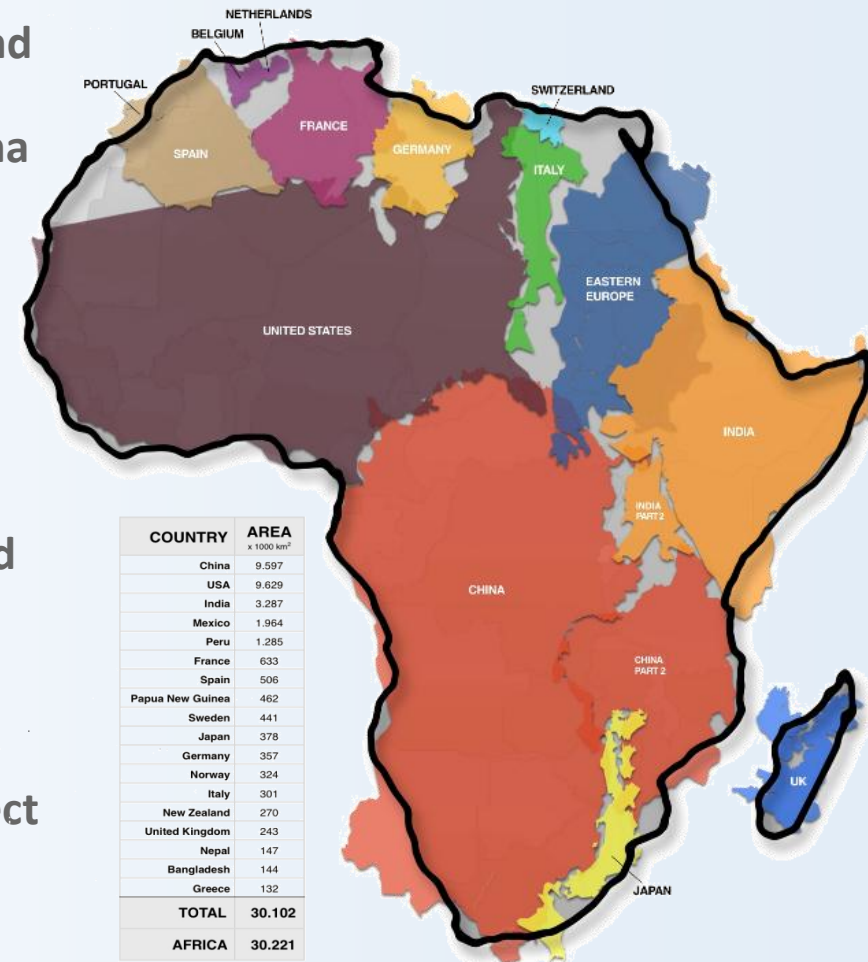 nd
na
d
ect
NETHERLANDS
BELGIUM
PORTUGAL
SWITZERLAND
SPAIN
FRANCE
GERMANY
ITALY
UNITED STATES
EASTERN
EUROPE
INDIA
INDIA
PART 2
CHINA
CHINA
PART 2
UK
JAPAN
COUNTRY AREA
x 1000 km²
China 9.597
USA 9.629
India 3.287
Mexico 1.964
Peru 1.285
France 633
Spain 506
Papua New Guinea 462
Sweden 441
Japan 378
Germany 357
Norway 324
Italy 301
New Zealand 270
United Kingdom 243
Nepal 147
Bangladesh 144
Greece 132
TOTAL 30.102
AFRICA 30.221